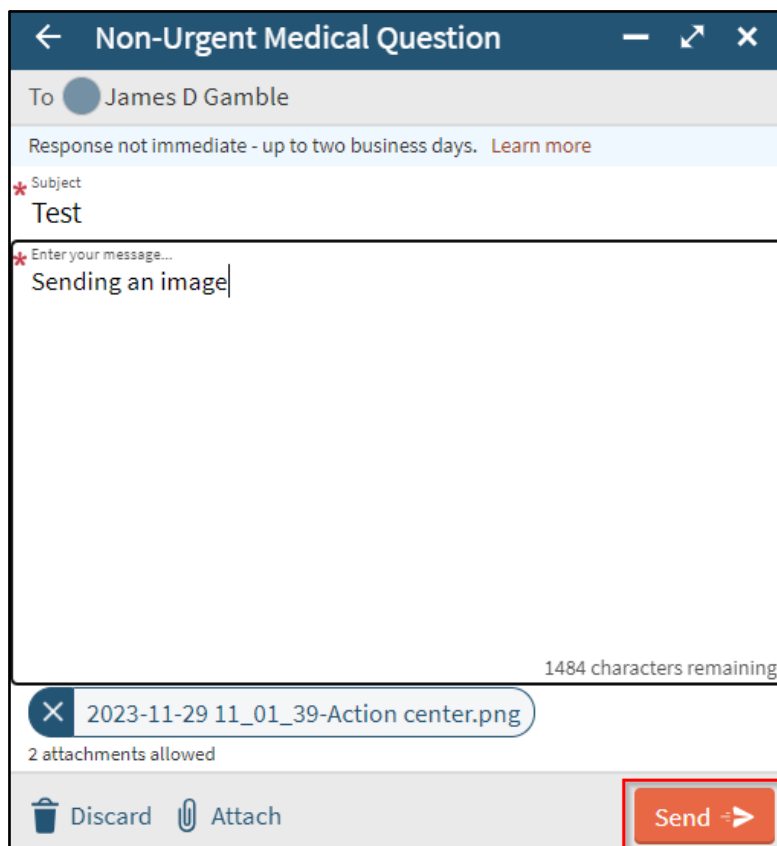 Non-Urgent Medical Question
To James D Gamble
Response not immediate - up to two business days. Learn more
* Subject
Test
* Enter your message...
Sending an image
1484 characters remaining
2023-11-29 11_01_39-Action center.png
2 attachments allowed
Discard Attach Send